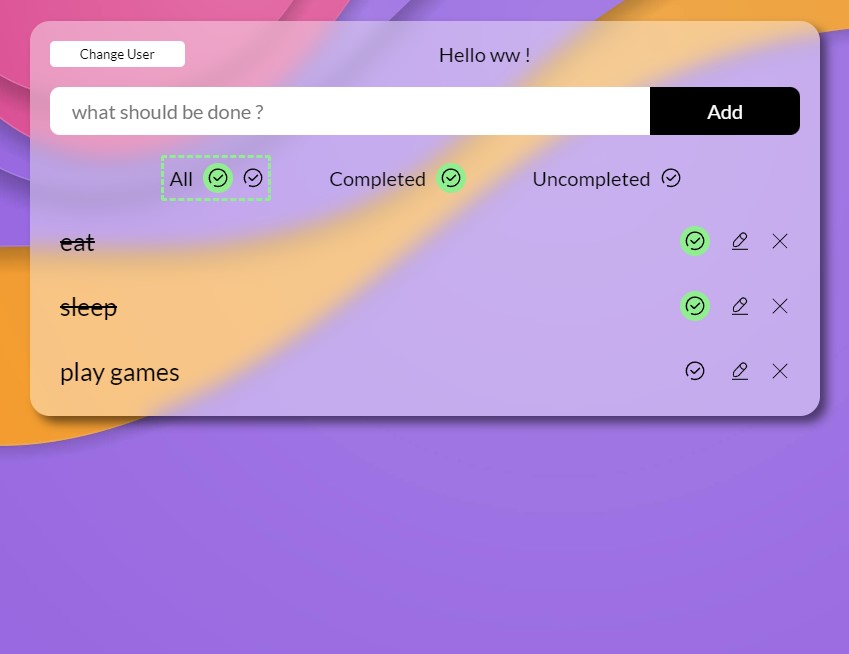 Change User
Hello ww !
what should be done ?
Add
All
Completed
Uncompleted
eat
sleep
play games